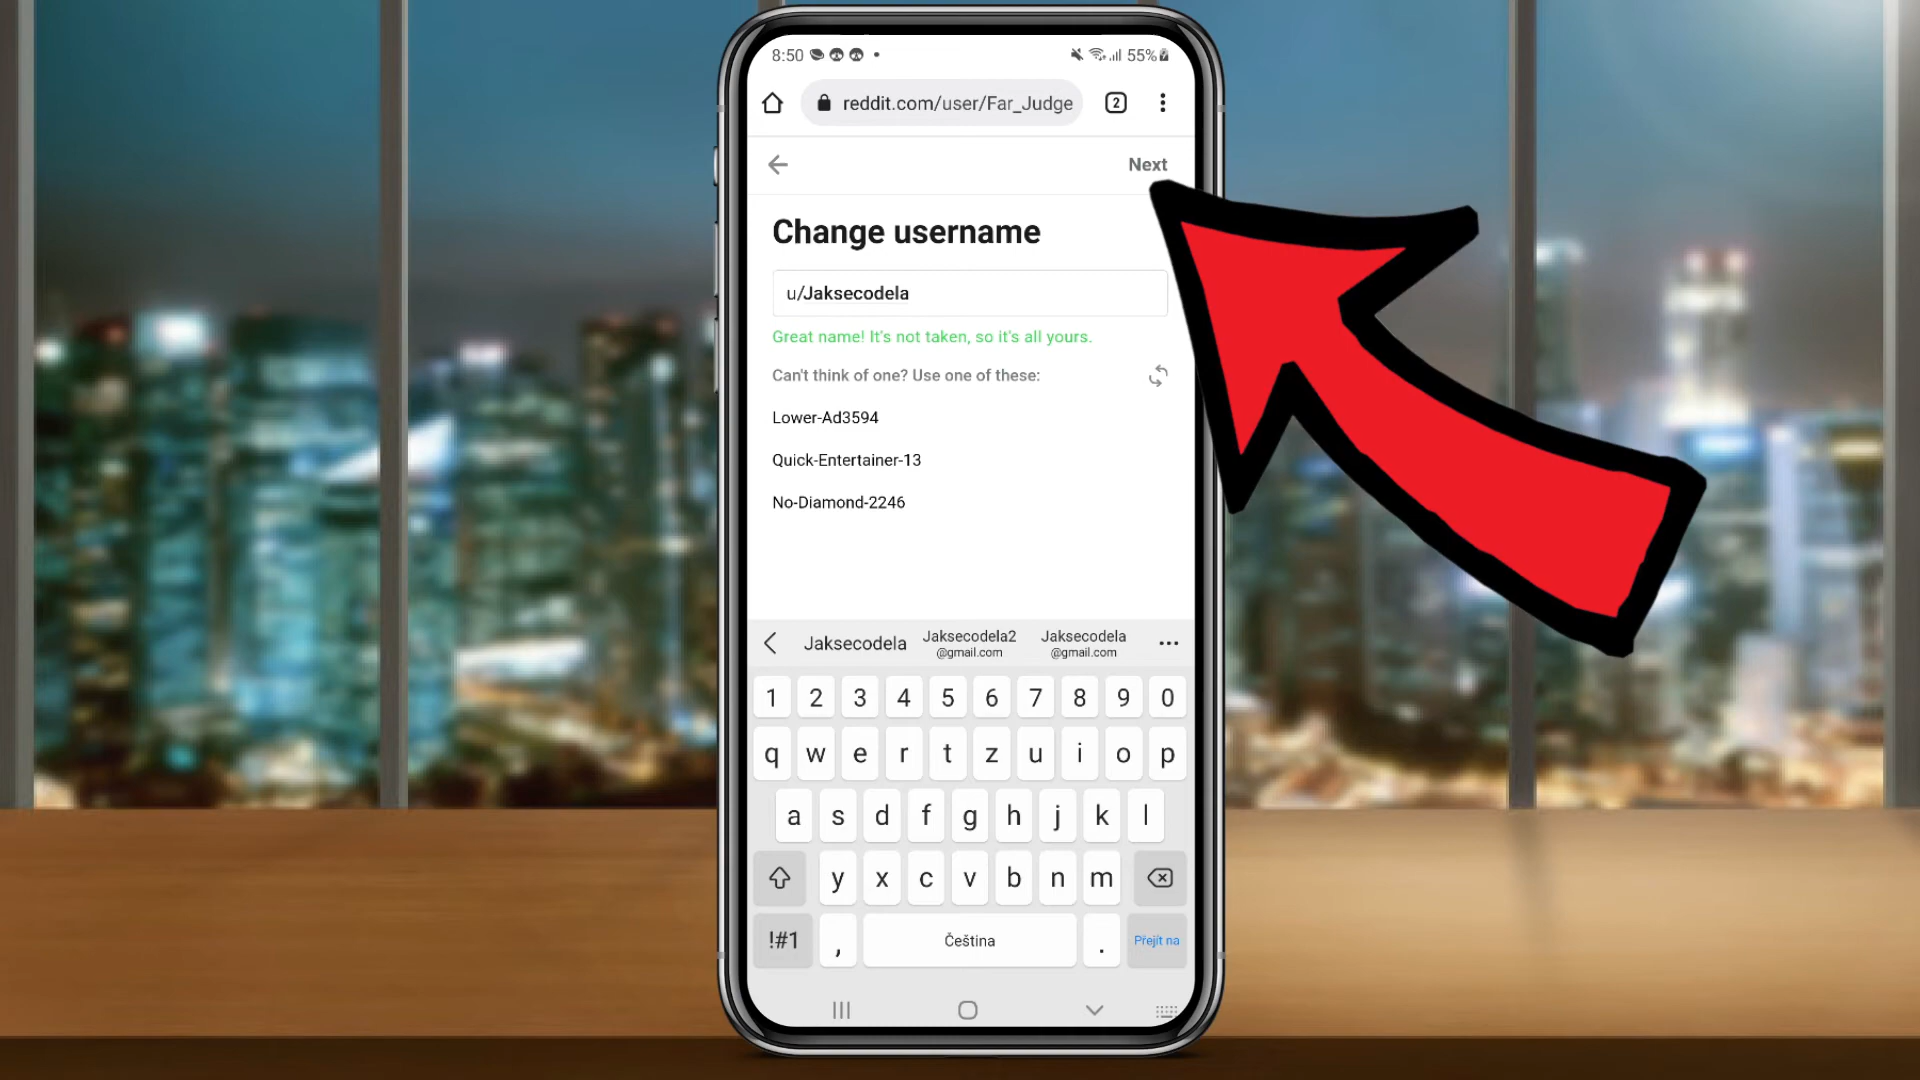 8:50
55%
reddit.com/user/Far_Judge
2
Next
Change username
u/Jaksecodela
Great name! It's not taken, so it's all yours.
Can't think of one? Use one of these:
Lower-Ad3594
Quick-Entertainer-13
No-Diamond-2246
Jaksecodela
Jaksecodela2
@gmail.com
Jaksecodela
@gmail.com
1 2 3 4 5 6 7 8 9 0
q w e r t z u i o p
a s d f g h j k l
y x c v b n m
!#1 , Čeština . Přejít na